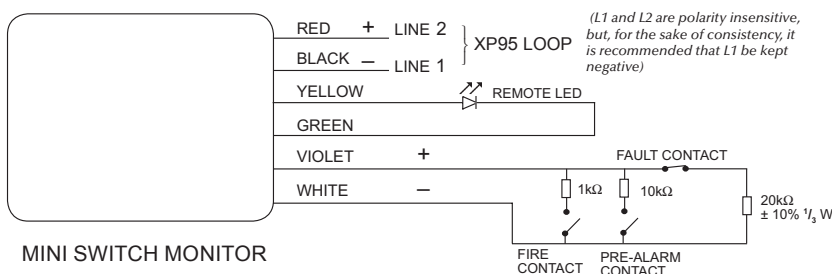 RED + LINE 2
BLACK – LINE 1
XP95 LOOP
(L1 and L2 are polarity insensitive,
but, for the sake of consistency, it
is recommended that L1 be kept
negative)
YELLOW
REMOTE LED
GREEN
VIOLET +
FAULT CONTACT
WHITE –
1kΩ
10kΩ
20kΩ
± 10% 1/3 W
FIRE
CONTACT
PRE-ALARM
CONTACT
MINI SWITCH MONITOR